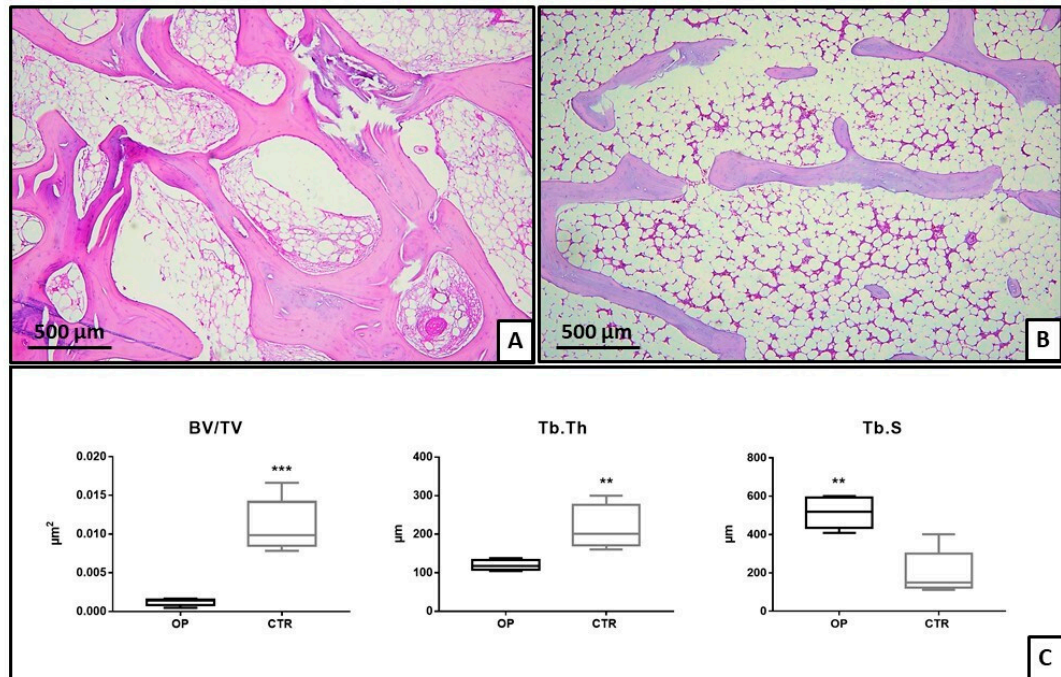 500 µm
A
500 µm
B
BV/TV
0.020
0.015
0.010
0.005
0.000
µm²
***
OP
CTR
Tb.Th
400
300
200
100
0
µm
**
OP
CTR
Tb.S
800
600
400
200
0
µm
**
OP
CTR
C